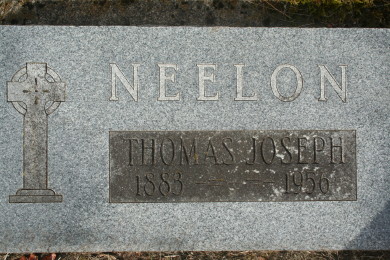 NEELON
THOMAS JOSEPH
1883 — — — 1956